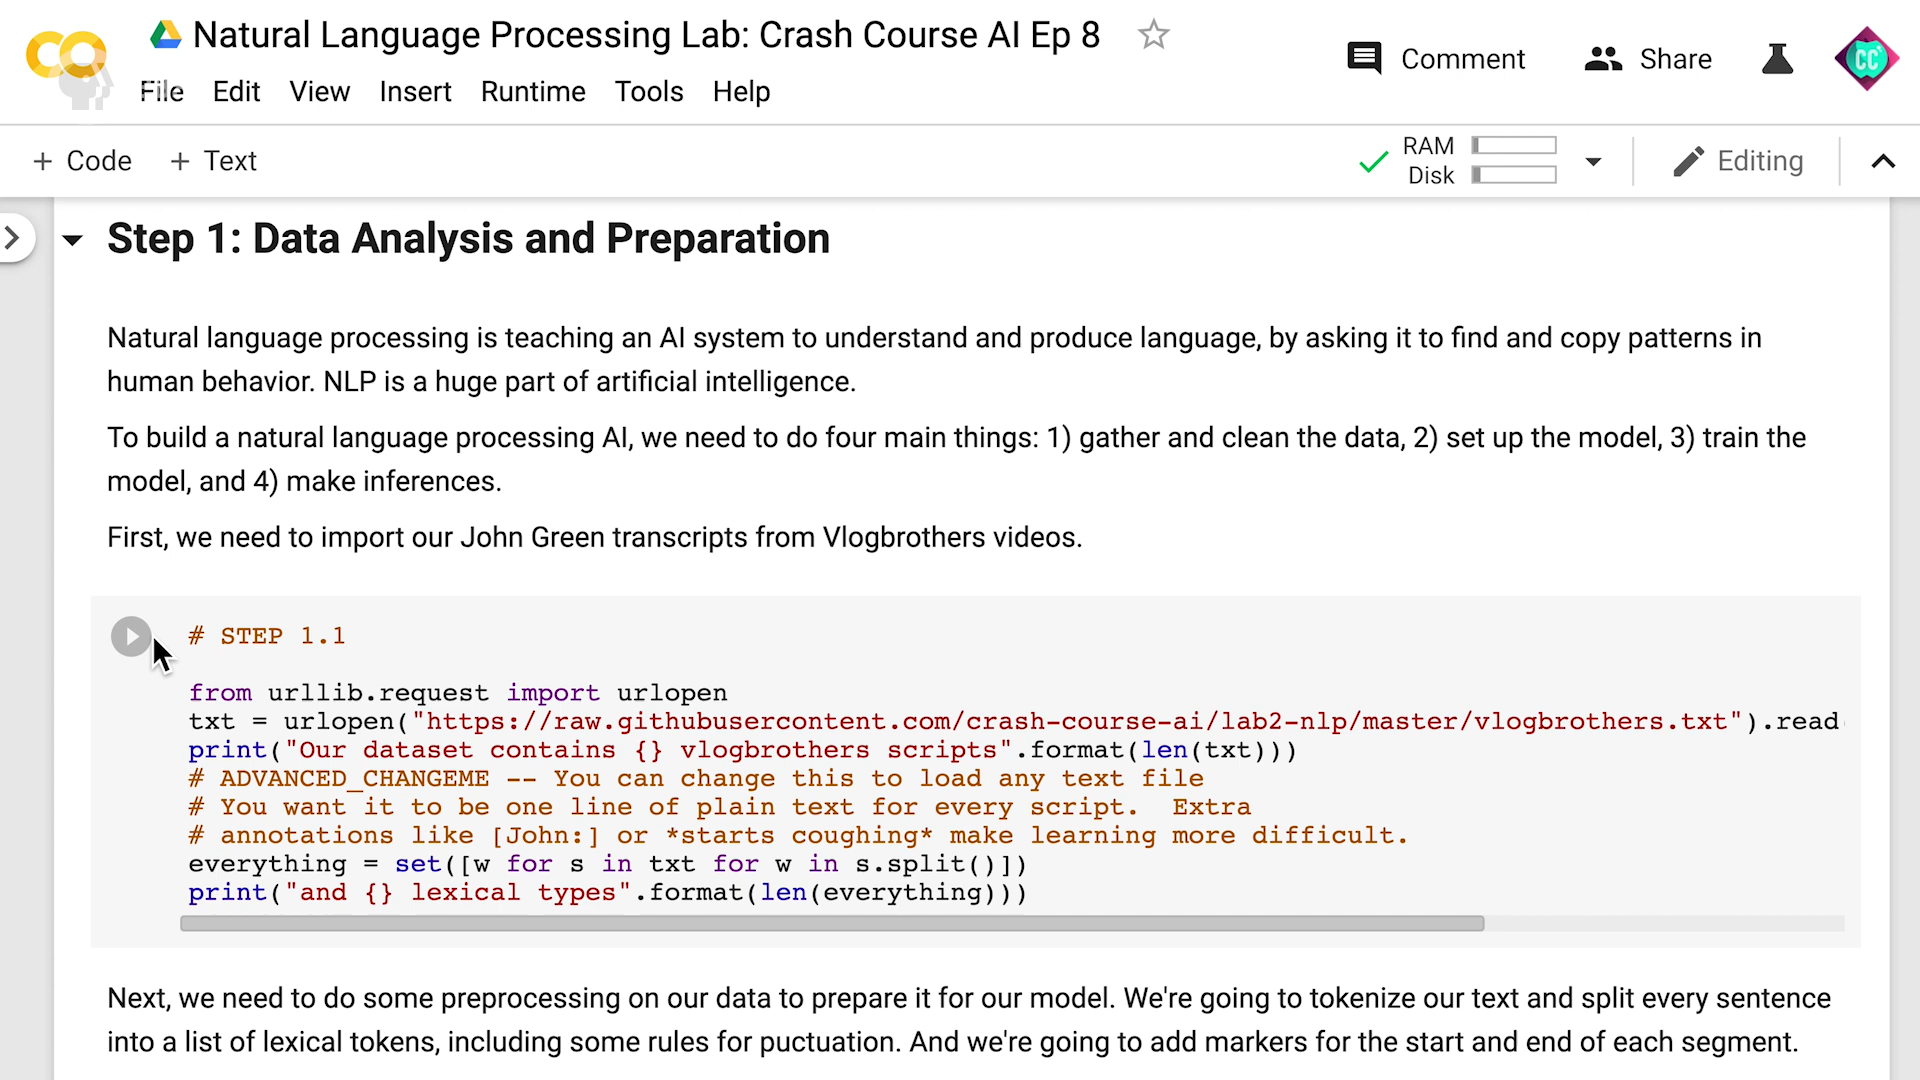 Natural Language Processing Lab: Crash Course AI Ep 8
Comment
Share
CC
File Edit View Insert Runtime Tools Help
+ Code + Text
RAM
Disk
Editing
Step 1: Data Analysis and Preparation
Natural language processing is teaching an AI system to understand and produce language, by asking it to find and copy patterns in
human behavior. NLP is a huge part of artificial intelligence.
To build a natural language processing AI, we need to do four main things: 1) gather and clean the data, 2) set up the model, 3) train the
model, and 4) make inferences.
First, we need to import our John Green transcripts from Vlogbrothers videos.
# STEP 1.1
from urllib.request import urlopen
txt = urlopen("https://raw.githubusercontent.com/crash-course-ai/lab2-nlp/master/vlogbrothers.txt").read
print("Our dataset contains {} vlogbrothers scripts".format(len(txt)))
# ADVANCED_CHANGEME -- You can change this to load any text file
# You want it to be one line of plain text for every script.  Extra
# annotations like [John:] or *starts coughing* make learning more difficult.
everything = set([w for s in txt for w in s.split()])
print("and {} lexical types".format(len(everything)))
Next, we need to do some preprocessing on our data to prepare it for our model. We're going to tokenize our text and split every sentence
into a list of lexical tokens, including some rules for puctuation. And we're going to add markers for the start and end of each segment.